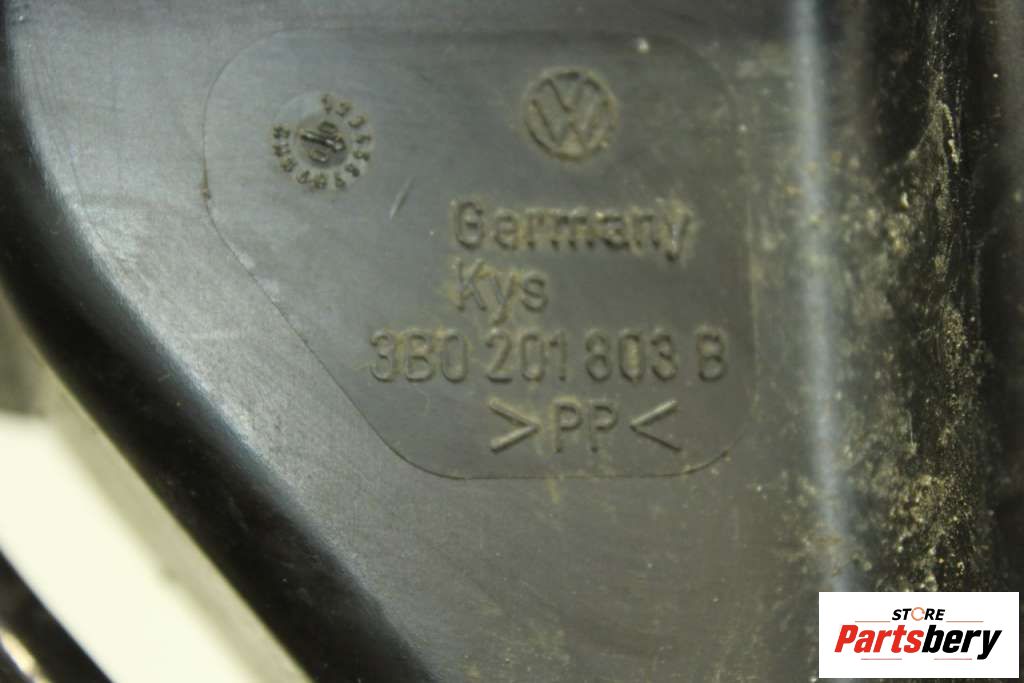 Germany
Kys
3B0 201 803 B
>PP<
STORE
Partsbery